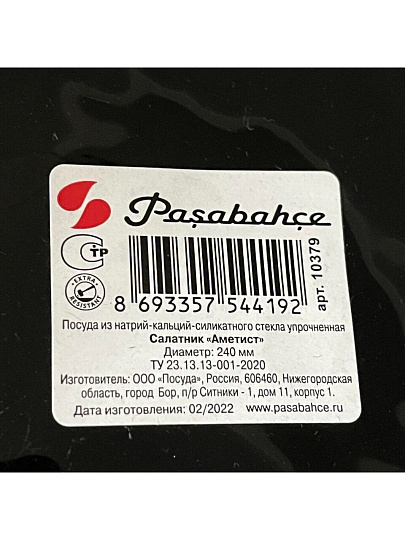 Paşabahçe
СТР
EXTRA RESISTANT
8 693357 544192
арт. 10379
Посуда из натрий-кальций-силикатного стекла упрочненная
Салатник «Аметист»
Диаметр: 240 мм
ТУ 23.13.13-001-2020
Изготовитель: ООО «Посуда», Россия, 606460, Нижегородская
область, город Бор, п/р Ситники - 1, дом 11, корпус 1.
Дата изготовления: 02/2022 www.pasabahce.ru